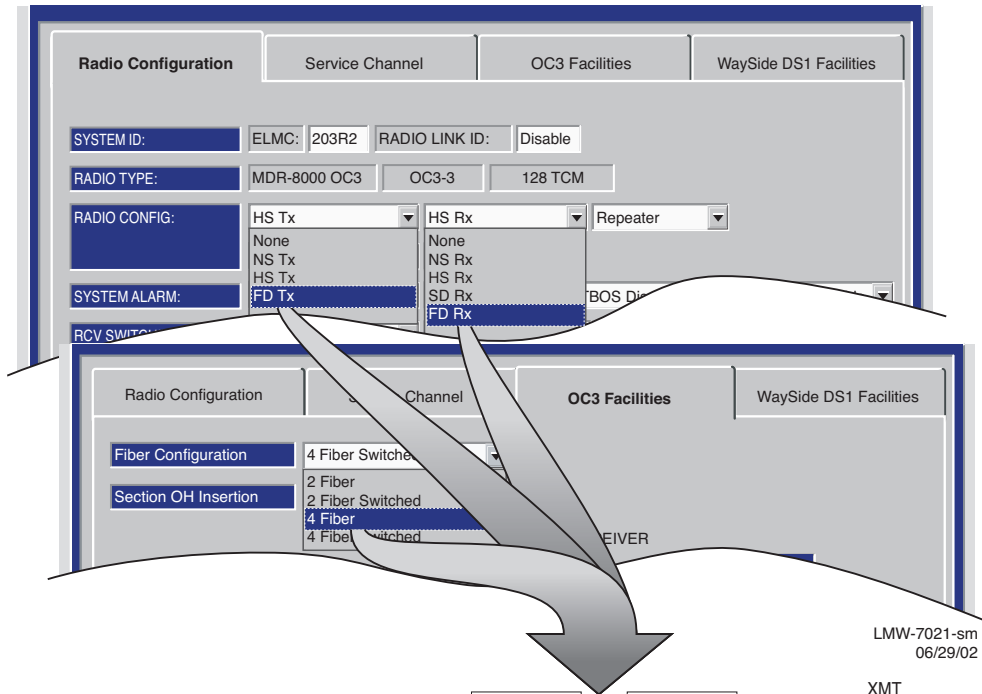 Radio Configuration Service Channel OC3 Facilities WaySide DS1 Facilities
SYSTEM ID: ELMC: 203R2 RADIO LINK ID: Disable
RADIO TYPE: MDR-8000 OC3 OC3-3 128 TCM
RADIO CONFIG: HS Tx HS Rx Repeater
None None
NS Tx NS Rx
HS Tx HS Rx
SYSTEM ALARM: FD Tx SD Rx TBOS
FD Rx
RCV
Radio Configuration Channel OC3 Facilities WaySide DS1 Facilities
Fiber Configuration 4 Fiber Switched
2 Fiber
Section OH Insertion 2 Fiber Switched
4 Fiber
4 EIVER
LMW-7021-sm
06/29/02
XMT